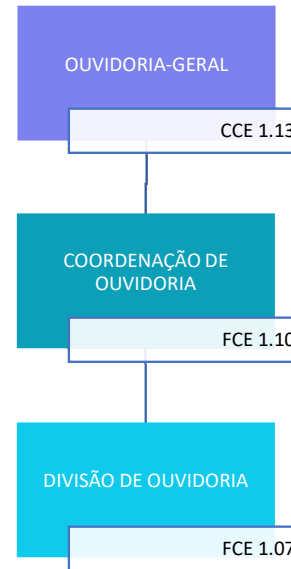 OUVIDORIA-GERAL
CCE 1.13
COORDENAÇÃO DE
OUVIDORIA
FCE 1.10
DIVISÃO DE OUVIDORIA
FCE 1.07